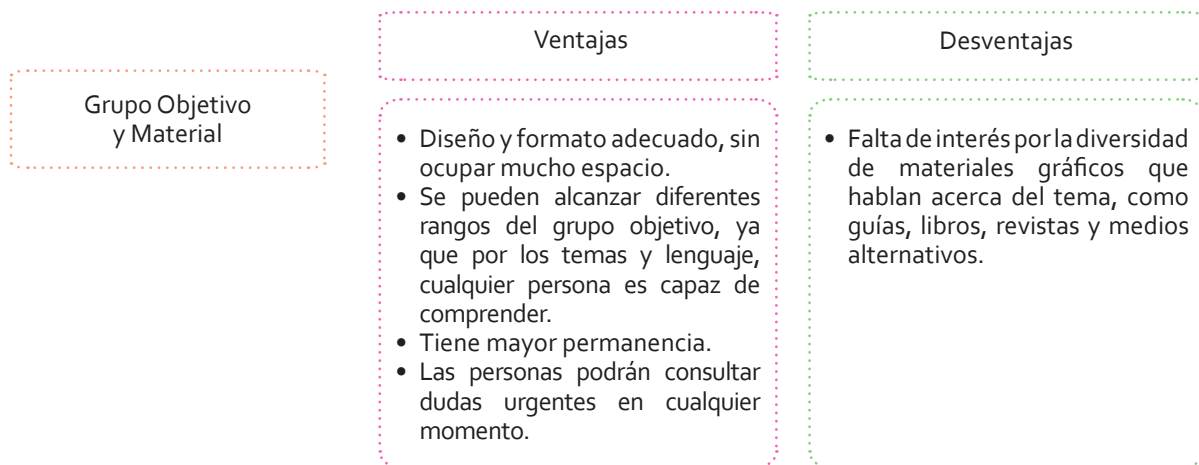 Grupo Objetivo
y Material
Ventajas
• Diseño y formato adecuado, sin
ocupar mucho espacio.
• Se pueden alcanzar diferentes
rangos del grupo objetivo, ya
que por los temas y lenguaje,
cualquier persona es capaz de
comprender.
• Tiene mayor permanencia.
• Las personas podrán consultar
dudas urgentes en cualquier
momento.
Desventajas
• Falta de interés por la diversidad
de materiales gráficos que
hablan acerca del tema, como
guías, libros, revistas y medios
alternativos.